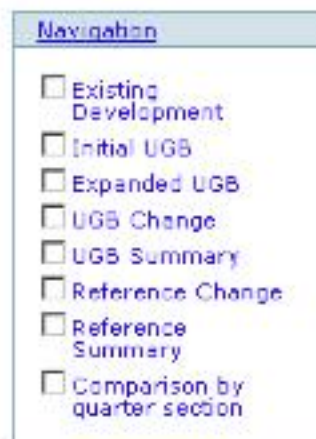 Navigation
Existing
Development
Initial UGB
Expanded UGB
UGB Change
UGB Summary
Reference Change
Reference
Summary
Comparison by
quarter section